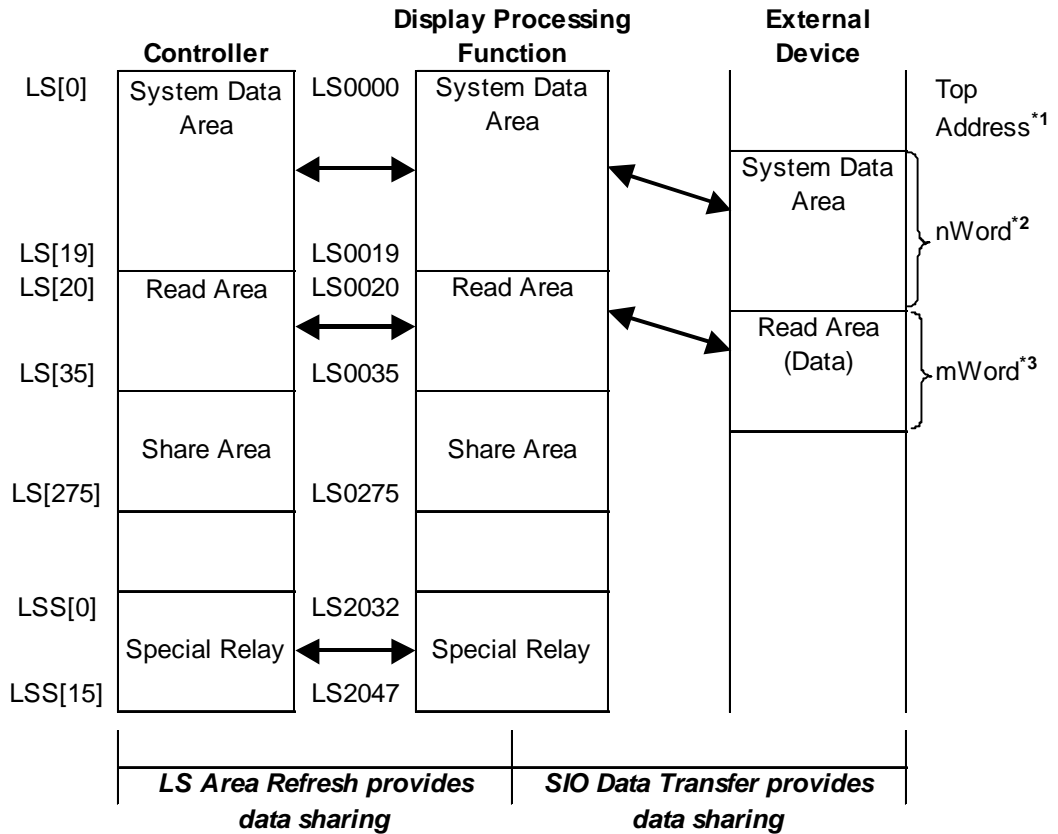 Display Processing
Controller Function External
Device
LS[0] System Data Area LS0000 System Data Area Top
Address*1
System Data
Area
nWord*2
LS[19] LS0019
LS[20] Read Area LS0020 Read Area
Read Area
(Data)
mWord*3
LS[35] LS0035
Share Area Share Area
LS[275] LS0275
LSS[0] LS2032
Special Relay Special Relay
LSS[15] LS2047
LS Area Refresh provides
data sharing
SIO Data Transfer provides
data sharing